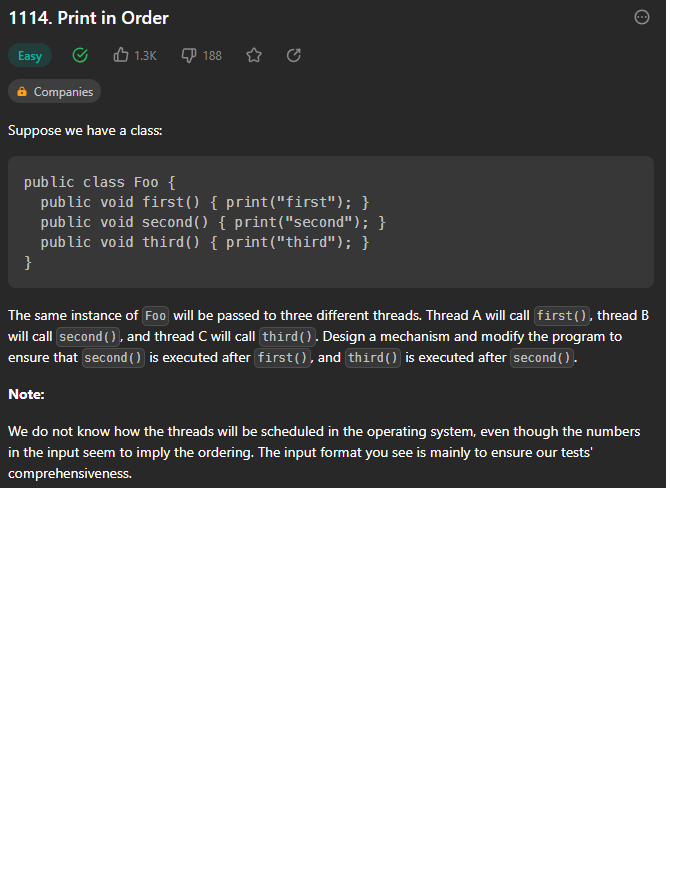 1114. Print in Order
Easy 1.3K 188
Companies
Suppose we have a class:
public class Foo {
  public void first() { print("first"); }
  public void second() { print("second"); }
  public void third() { print("third"); }
}
The same instance of Foo will be passed to three different threads. Thread A will call first(), thread B
will call second(), and thread C will call third(). Design a mechanism and modify the program to
ensure that second() is executed after first(), and third() is executed after second().
Note:
We do not know how the threads will be scheduled in the operating system, even though the numbers
in the input seem to imply the ordering. The input format you see is mainly to ensure our tests'
comprehensiveness.